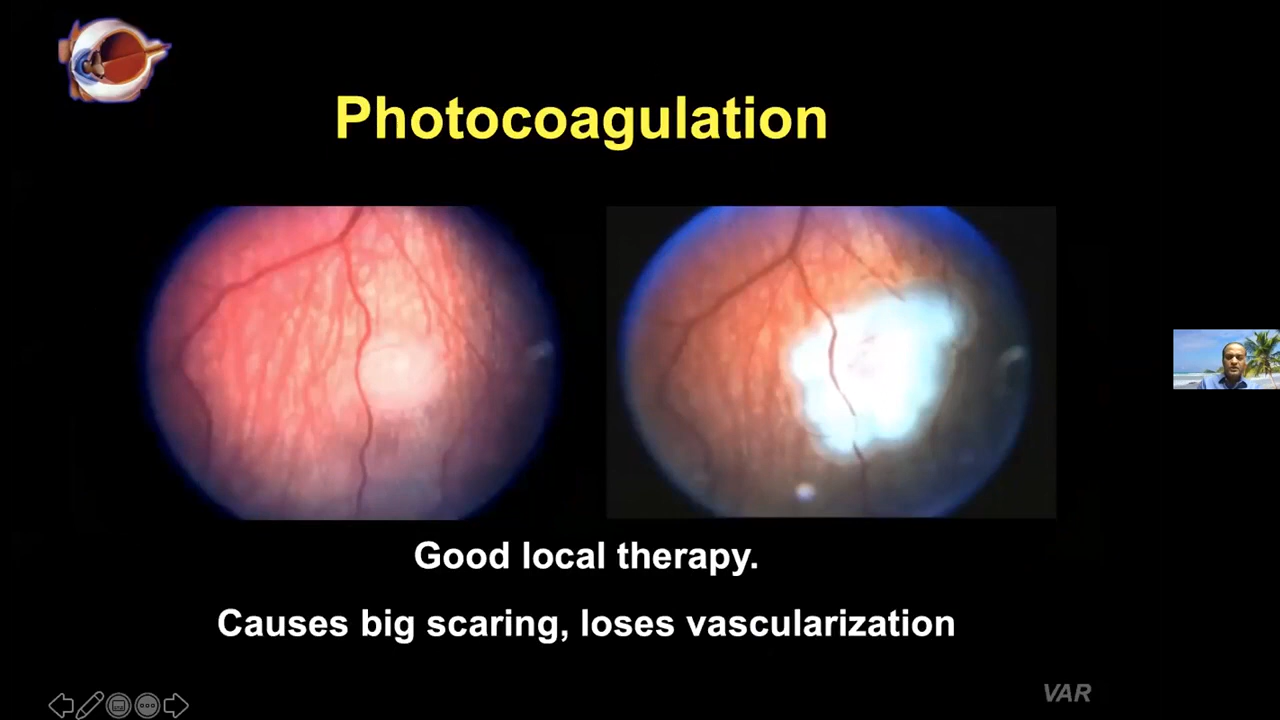 Photocoagulation
Good local therapy.
Causes big scaring, loses vascularization
VAR